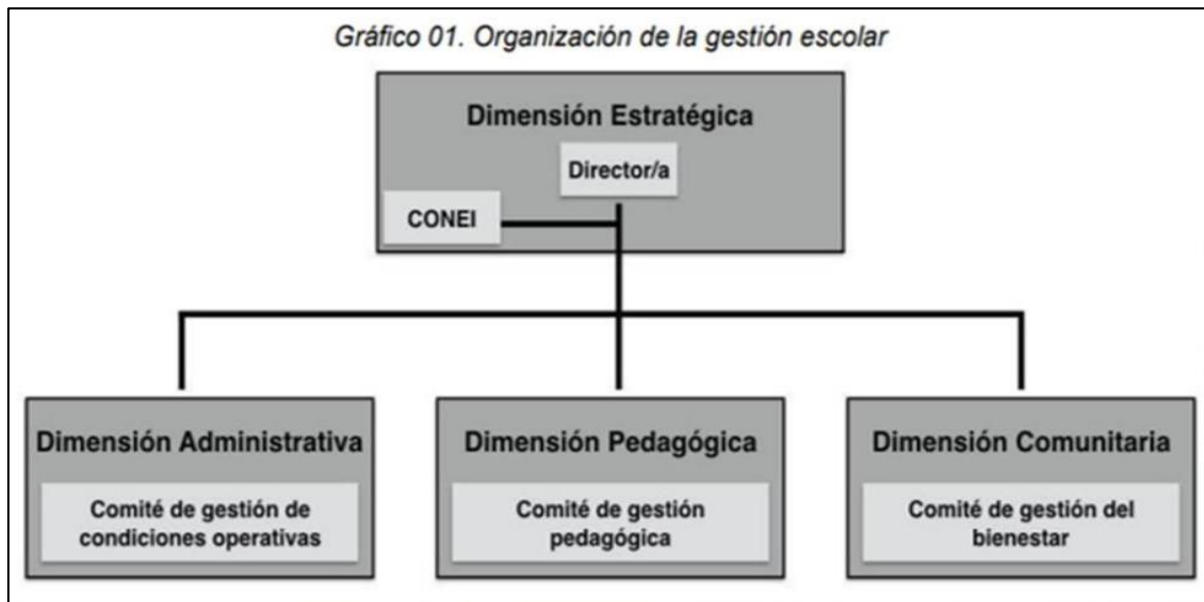 Gráfico 01. Organización de la gestión escolar
Dimensión Estratégica
Director/a
CONEI
Dimensión Administrativa
Comité de gestión de
condiciones operativas
Dimensión Pedagógica
Comité de gestión
pedagógica
Dimensión Comunitaria
Comité de gestión del
bienestar